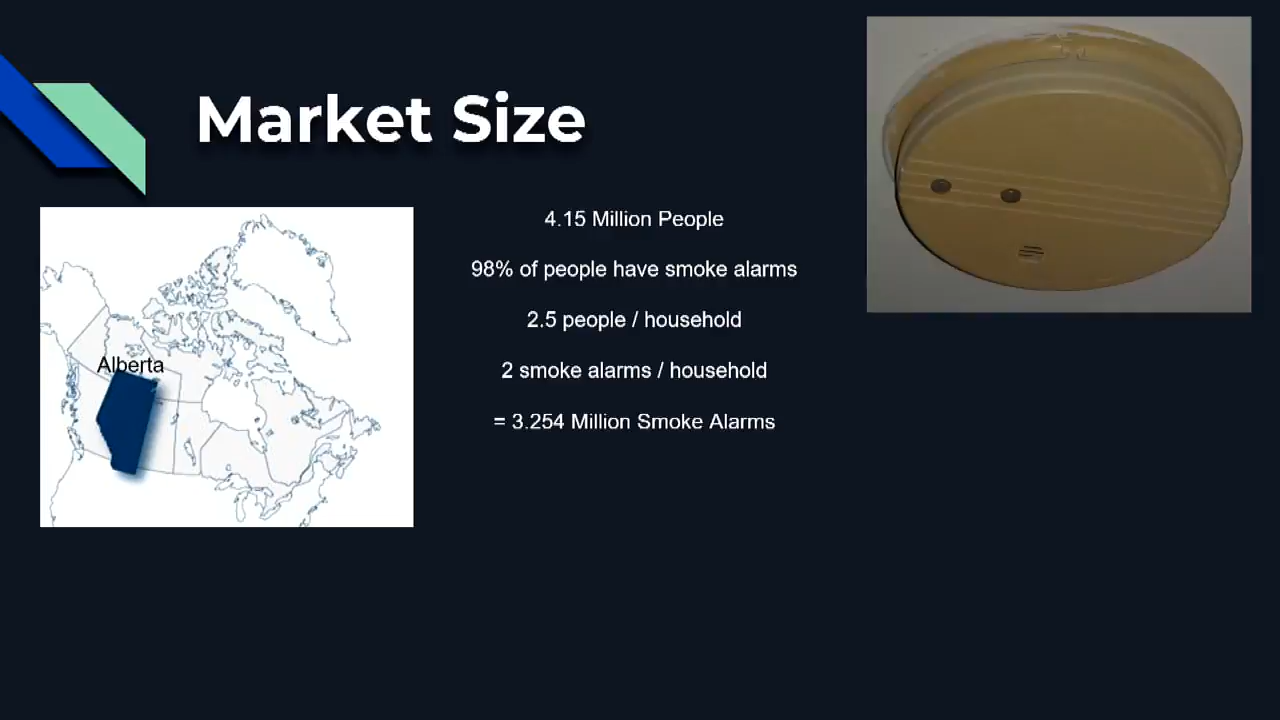 Market Size
4.15 Million People
98% of people have smoke alarms
2.5 people / household
2 smoke alarms / household
= 3.254 Million Smoke Alarms
Alberta